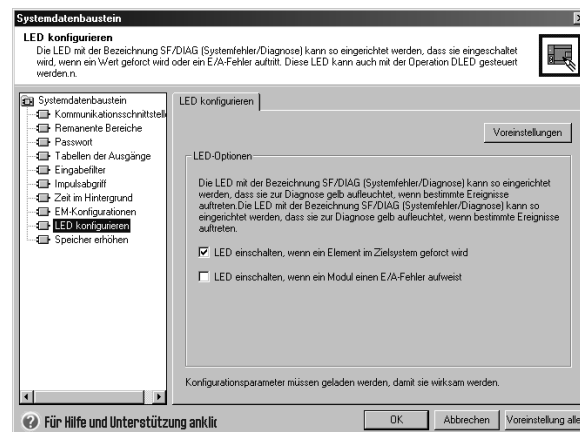 Systemdatenbaustein
LED konfigurieren
Die LED mit der Bezeichnung SF/DIAG (Systemfehler/Diagnose) kann so eingerichtet werden, dass sie eingeschaltet
wird, wenn ein Wert geforct wird oder ein E/A-Fehler auftritt. Diese LED kann auch mit der Operation DLED gesteuert
werden.n.
Systemdatenbaustein
Kommunikationsschnittstell
Remanente Bereiche
Passwort
Tabellen der Ausgänge
Eingabefilter
Impulsabgriff
Zeit im Hintergrund
EM-Konfigurationen
LED konfigurieren
Speicher erhöhen
LED konfigurieren
Voreinstellungen
LED-Optionen
Die LED mit der Bezeichnung SF/DIAG (Systemfehler/Diagnose) kann so eingerichtet
werden, dass sie zur Diagnose gelb aufleuchtet, wenn bestimmte Ereignisse
auftreten.Die LED mit der Bezeichnung SF/DIAG (Systemfehler/Diagnose) kann so
eingerichtet werden, dass sie zur Diagnose gelb aufleuchtet, wenn bestimmte Ereignisse
auftreten.
LED einschalten, wenn ein Element im Zielsystem geforct wird
LED einschalten, wenn ein Modul einen E/A-Fehler aufweist
Konfigurationsparameter müssen geladen werden, damit sie wirksam werden.
Für Hilfe und Unterstützung anklic
OK
Abbrechen
Voreinstellung alle